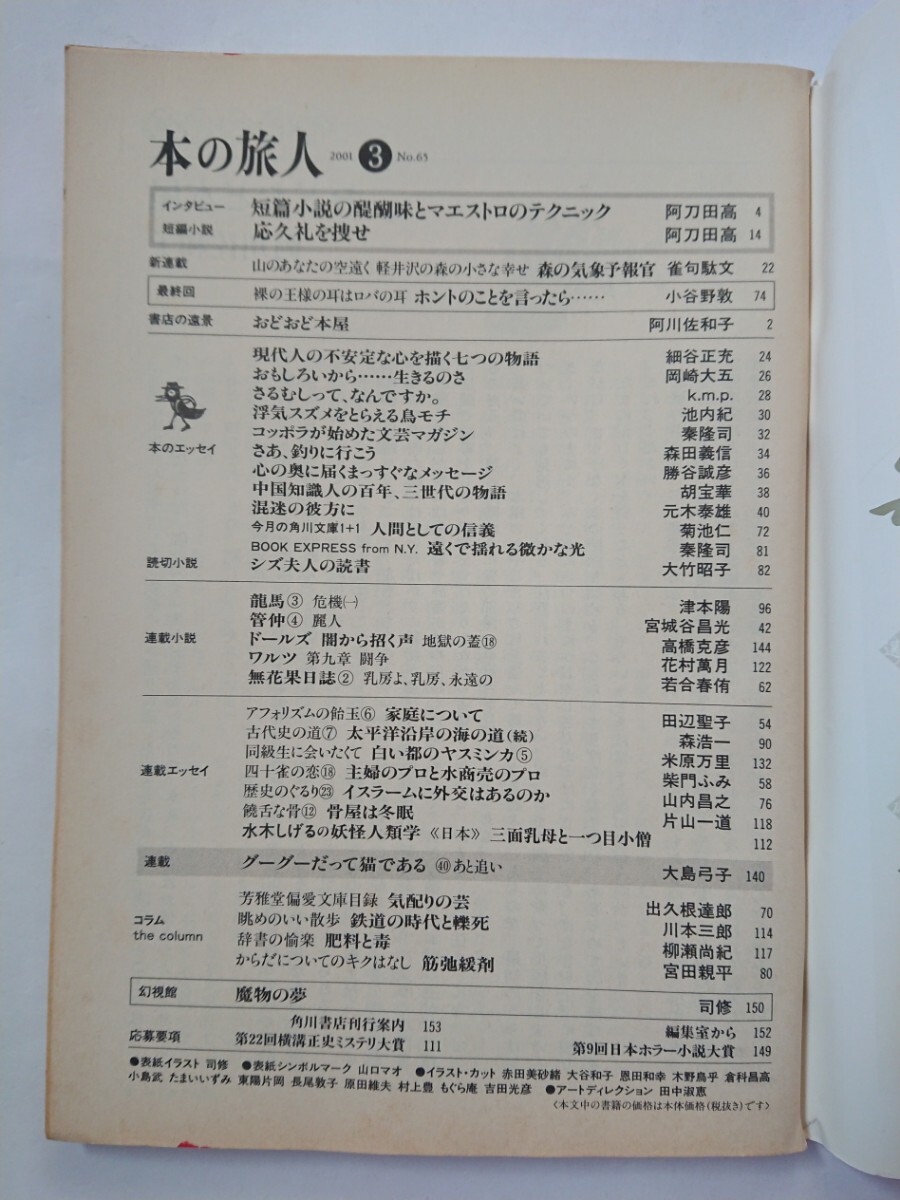 本の旅人 2001 3 No.65
インタビュー 短篇小説の醍醐味とマエストロのテクニック 阿刀田高 4
短編小説 応久礼を捜せ 阿刀田高 14
新連載 山のあなたの空遠く 軽井沢の森の小さな幸せ 森の気象予報官 雀句駄文 22
最終回 裸の王様の耳はロバの耳 ホントのことを言ったら…… 小谷野敦 74
書店の遠景 おどおど本屋 阿川佐和子 2
本のエッセイ
現代人の不安定な心を描く七つの物語 細谷正充 24
おもしろいから……生きるのさ 岡崎大五 26
さるむしって、なんですか。 k.m.p. 28
浮気スズメをとらえる鳥モチ 池内紀 30
コッポラが始めた文芸マガジン 秦隆司 32
さあ、釣りに行こう 森田義信 34
心の奥に届くまっすぐなメッセージ 勝谷誠彦 36
中国知識人の百年、三世代の物語 胡宝華 38
混迷の彼方に 元木泰雄 40
今月の角川文庫1+1 人間としての信義 菊池仁 72
BOOK EXPRESS from N.Y. 遠くで揺れる微かな光 秦隆司 81
読切小説 シズ夫人の読書 大竹昭子 82
連載小説
龍馬③ 危機㈠ 津本陽 96
管仲④ 麗人 宮城谷昌光 42
ドールズ 闇から招く声 地獄の蓋⑱ 高橋克彦 144
ワルツ 第九章 闘争 花村萬月 122
無花果日誌② 乳房よ、乳房、永遠の 若合春侑 62
連載エッセイ
アフォリズムの飴玉⑥ 家庭について 田辺聖子 54
古代史の道⑦ 太平洋沿岸の海の道(続) 森浩一 90
同級生に会いたくて 白い都のヤスミンカ⑤ 米原万里 132
四十雀の恋⑱ 主婦のプロと水商売のプロ 柴門ふみ 58
歴史のぐるり㉓ イスラームに外交はあるのか 山内昌之 76
饒舌な骨⑫ 骨屋は冬眠 片山一道 118
水木しげるの妖怪人類学 《日本》 三面乳母と一つ目小僧 112
連載 グーグーだって猫である ㊵あと追い 大島弓子 140
コラム
the column
芳雅堂偏愛文庫目録 気配りの芸 出久根達郎 70
眺めのいい散歩 鉄道の時代と轢死 川本三郎 114
辞書の愉楽 肥料と毒 柳瀬尚紀 117
からだについてのキクはなし 筋弛緩剤 宮田親平 80
幻視館 魔物の夢 司修 150
角川書店刊行案内 153 編集室から 152
応募要項 第22回横溝正史ミステリ大賞 111 第9回日本ホラー小説大賞 149
●表紙イラスト 司修 ●表紙シンボルマーク 山口マオ ●イラスト・カット 赤田美砂緒 大谷和子 恩田和幸 木野鳥乎 倉科昌高
小島武 たまいいずみ 東陽片岡 長尾敦子 原田維夫 村上豊 もぐら庵 吉田光彦 ●アートディレクション 田中淑恵
〈本文中の書籍の価格は本体価格(税抜き)です〉